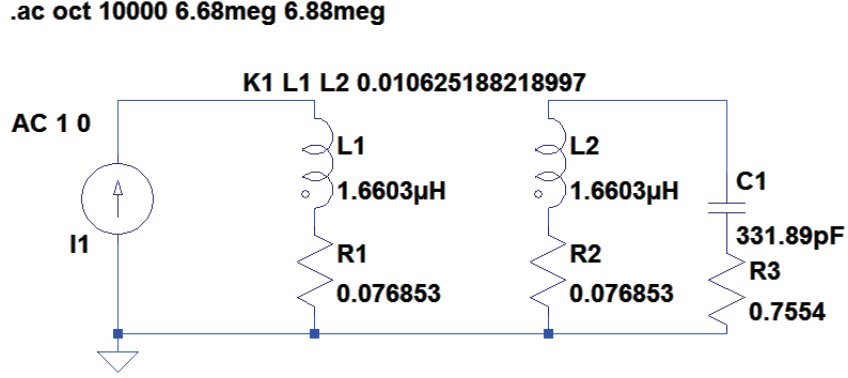 .ac oct 10000 6.68meg 6.88meg
K1 L1 L2 0.010625188218997
AC 1 0
I1
L1
1.6603µH
R1
0.076853
L2
1.6603µH
R2
0.076853
C1
331.89pF
R3
0.7554